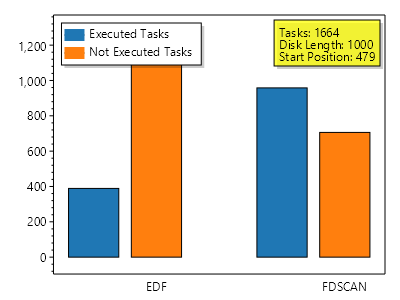 Executed Tasks
Not Executed Tasks
Tasks: 1664
Disk Length: 1000
Start Position: 479
1,200
1,000
800
600
400
200
0
EDF
FDSCAN